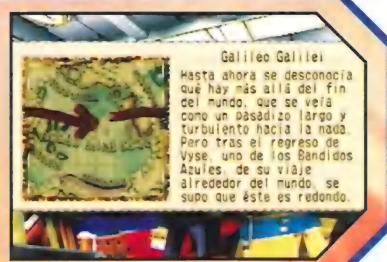 Galileo Galilei
Hasta ahora se desconocía
qué hay más allá del fin
del mundo, que se veía
como un pasadizo largo y
turbulento hacia la nada.
Pero tras el regreso de
Vyse, uno de los Bandidos
Azules, de su viaje
alrededor del mundo, se
supo que éste es redondo.